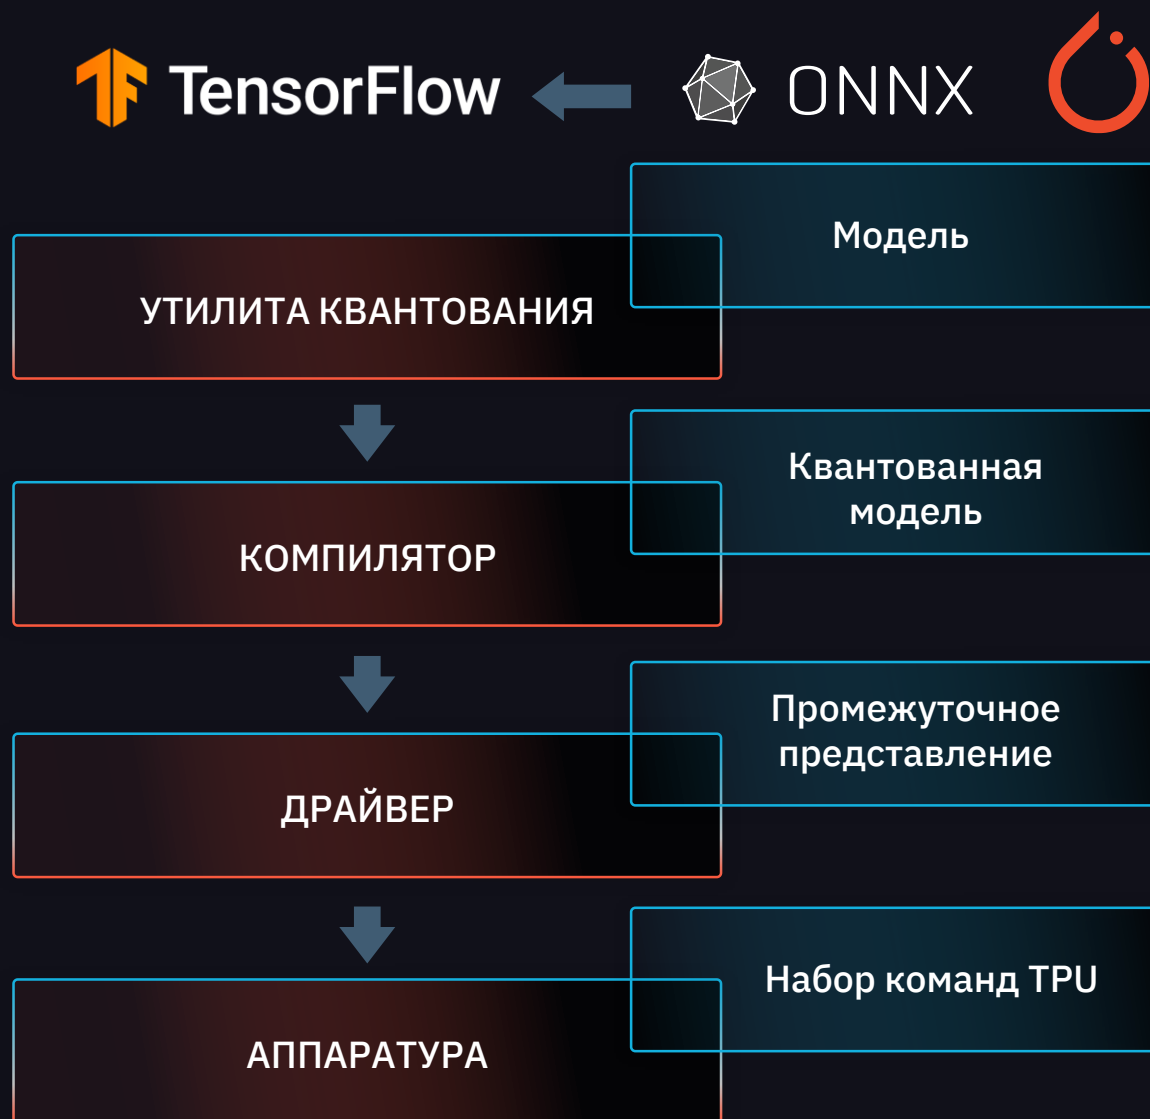 TensorFlow
ONNX
Модель
УТИЛИТА КВАНТОВАНИЯ
Квантованная
модель
КОМПИЛЯТОР
Промежуточное
представление
ДРАЙВЕР
Набор команд TPU
АППАРАТУРА